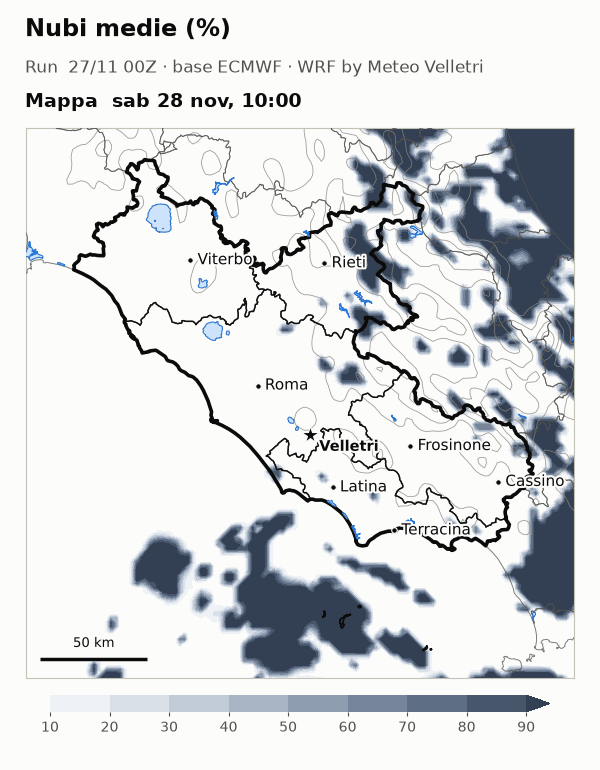 Nubi medie (%)
Run 27/11 00Z · base ECMWF · WRF by Meteo Velletri
Mappa sab 28 nov, 10:00
Viterbo
Rieti
Roma
Velletri
Frosinone
Latina
Cassino
Terracina
50 km
10 20 30 40 50 60 70 80 90